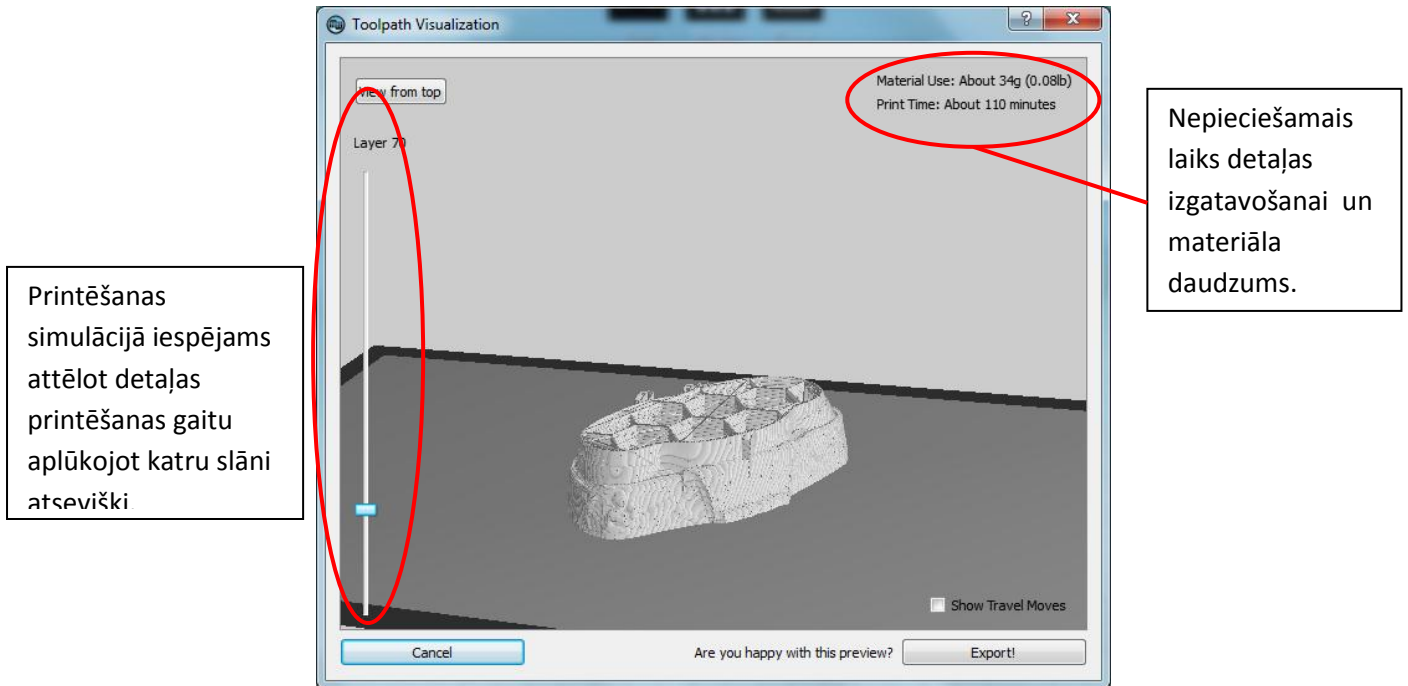 Toolpath Visualization
View from top
Material Use: About 34g (0.08lb)
Print Time: About 110 minutes
Layer 70
Nepieciešamais
laiks detaļas
izgatavošanai un
materiāla
daudzums.
Printēšanas
simulācijā iespējams
attēlot detaļas
printēšanas gaitu
aplūkojot katru slāni
atsevišķi.
Show Travel Moves
Cancel
Are you happy with this preview?
Export!